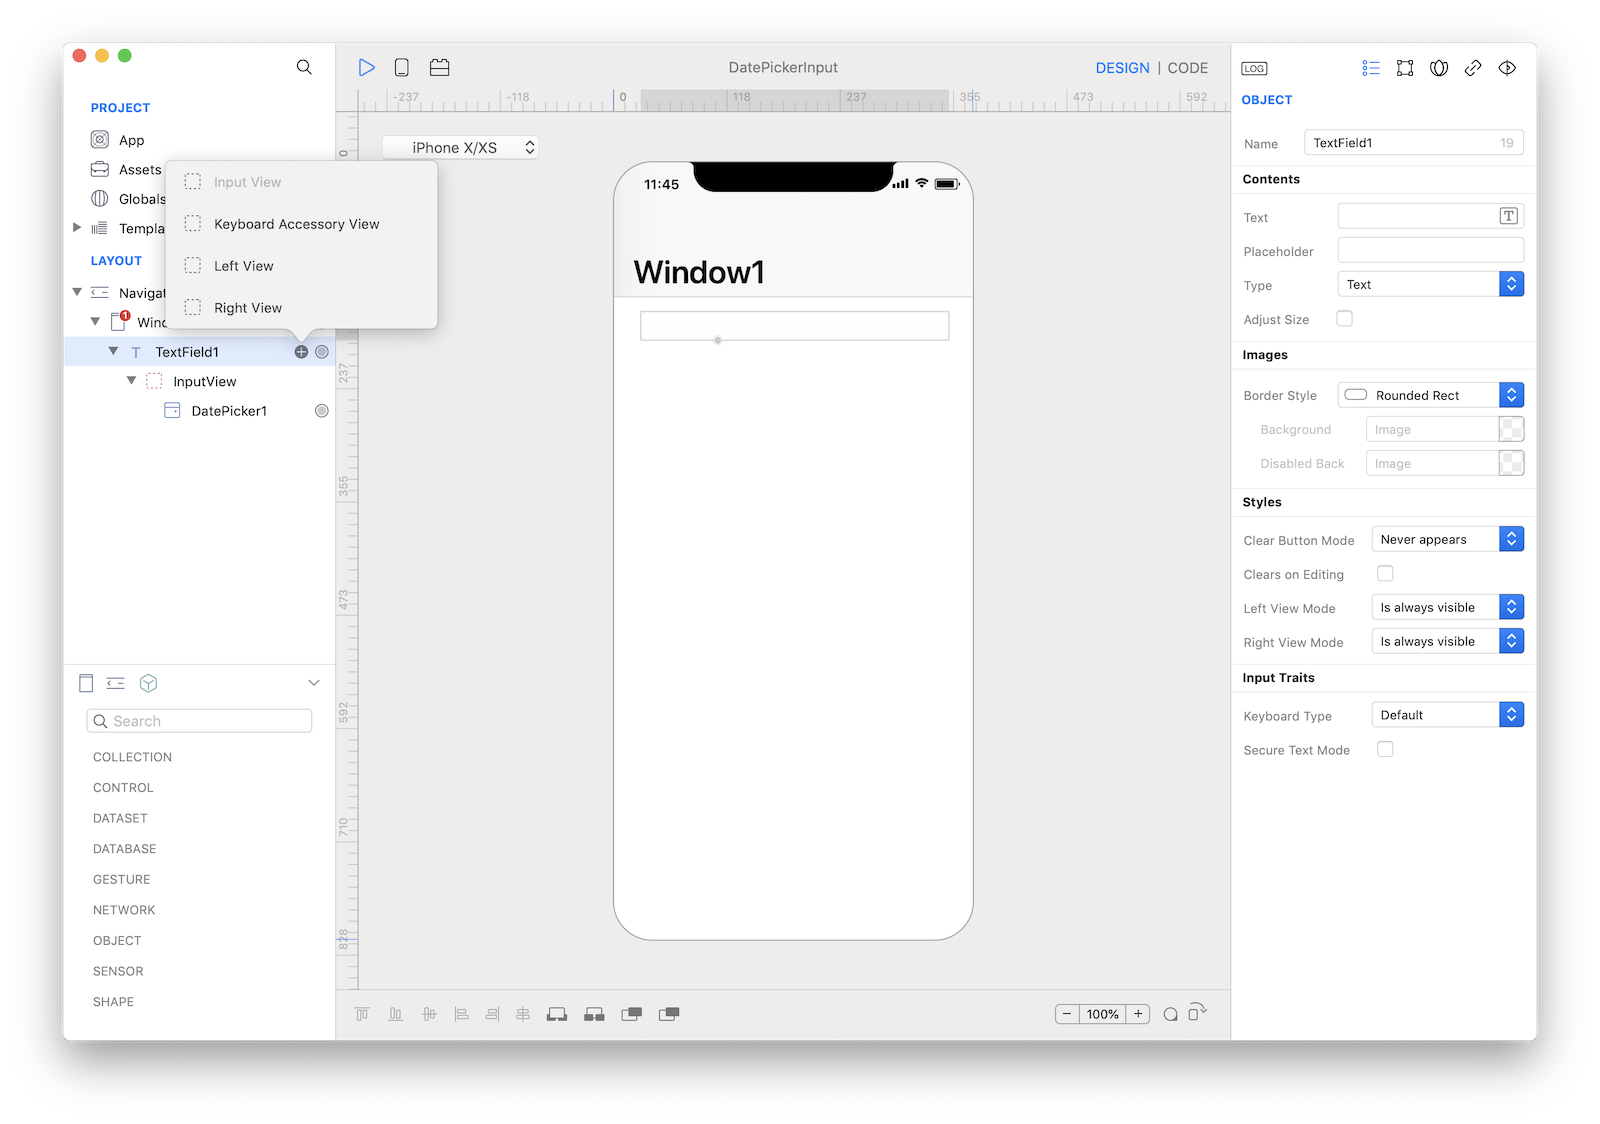 DatePickerInput
DESIGN | CODE
LOG
PROJECT
App
Assets
Globals
Templa
LAYOUT
Navigat
1
Winc
TextField1
InputView
DatePicker1
Input View
Keyboard Accessory View
Left View
Right View
Search
COLLECTION
CONTROL
DATASET
DATABASE
GESTURE
NETWORK
OBJECT
SENSOR
SHAPE
-237 -118 0 118 237 355 473 592
0
237
355
473
592
710
828
iPhone X/XS
11:45
Window1
100%
OBJECT
Name TextField1 19
Contents
Text T
Placeholder
Type Text
Adjust Size
Images
Border Style Rounded Rect
Background Image
Disabled Back Image
Styles
Clear Button Mode Never appears
Clears on Editing
Left View Mode Is always visible
Right View Mode Is always visible
Input Traits
Keyboard Type Default
Secure Text Mode